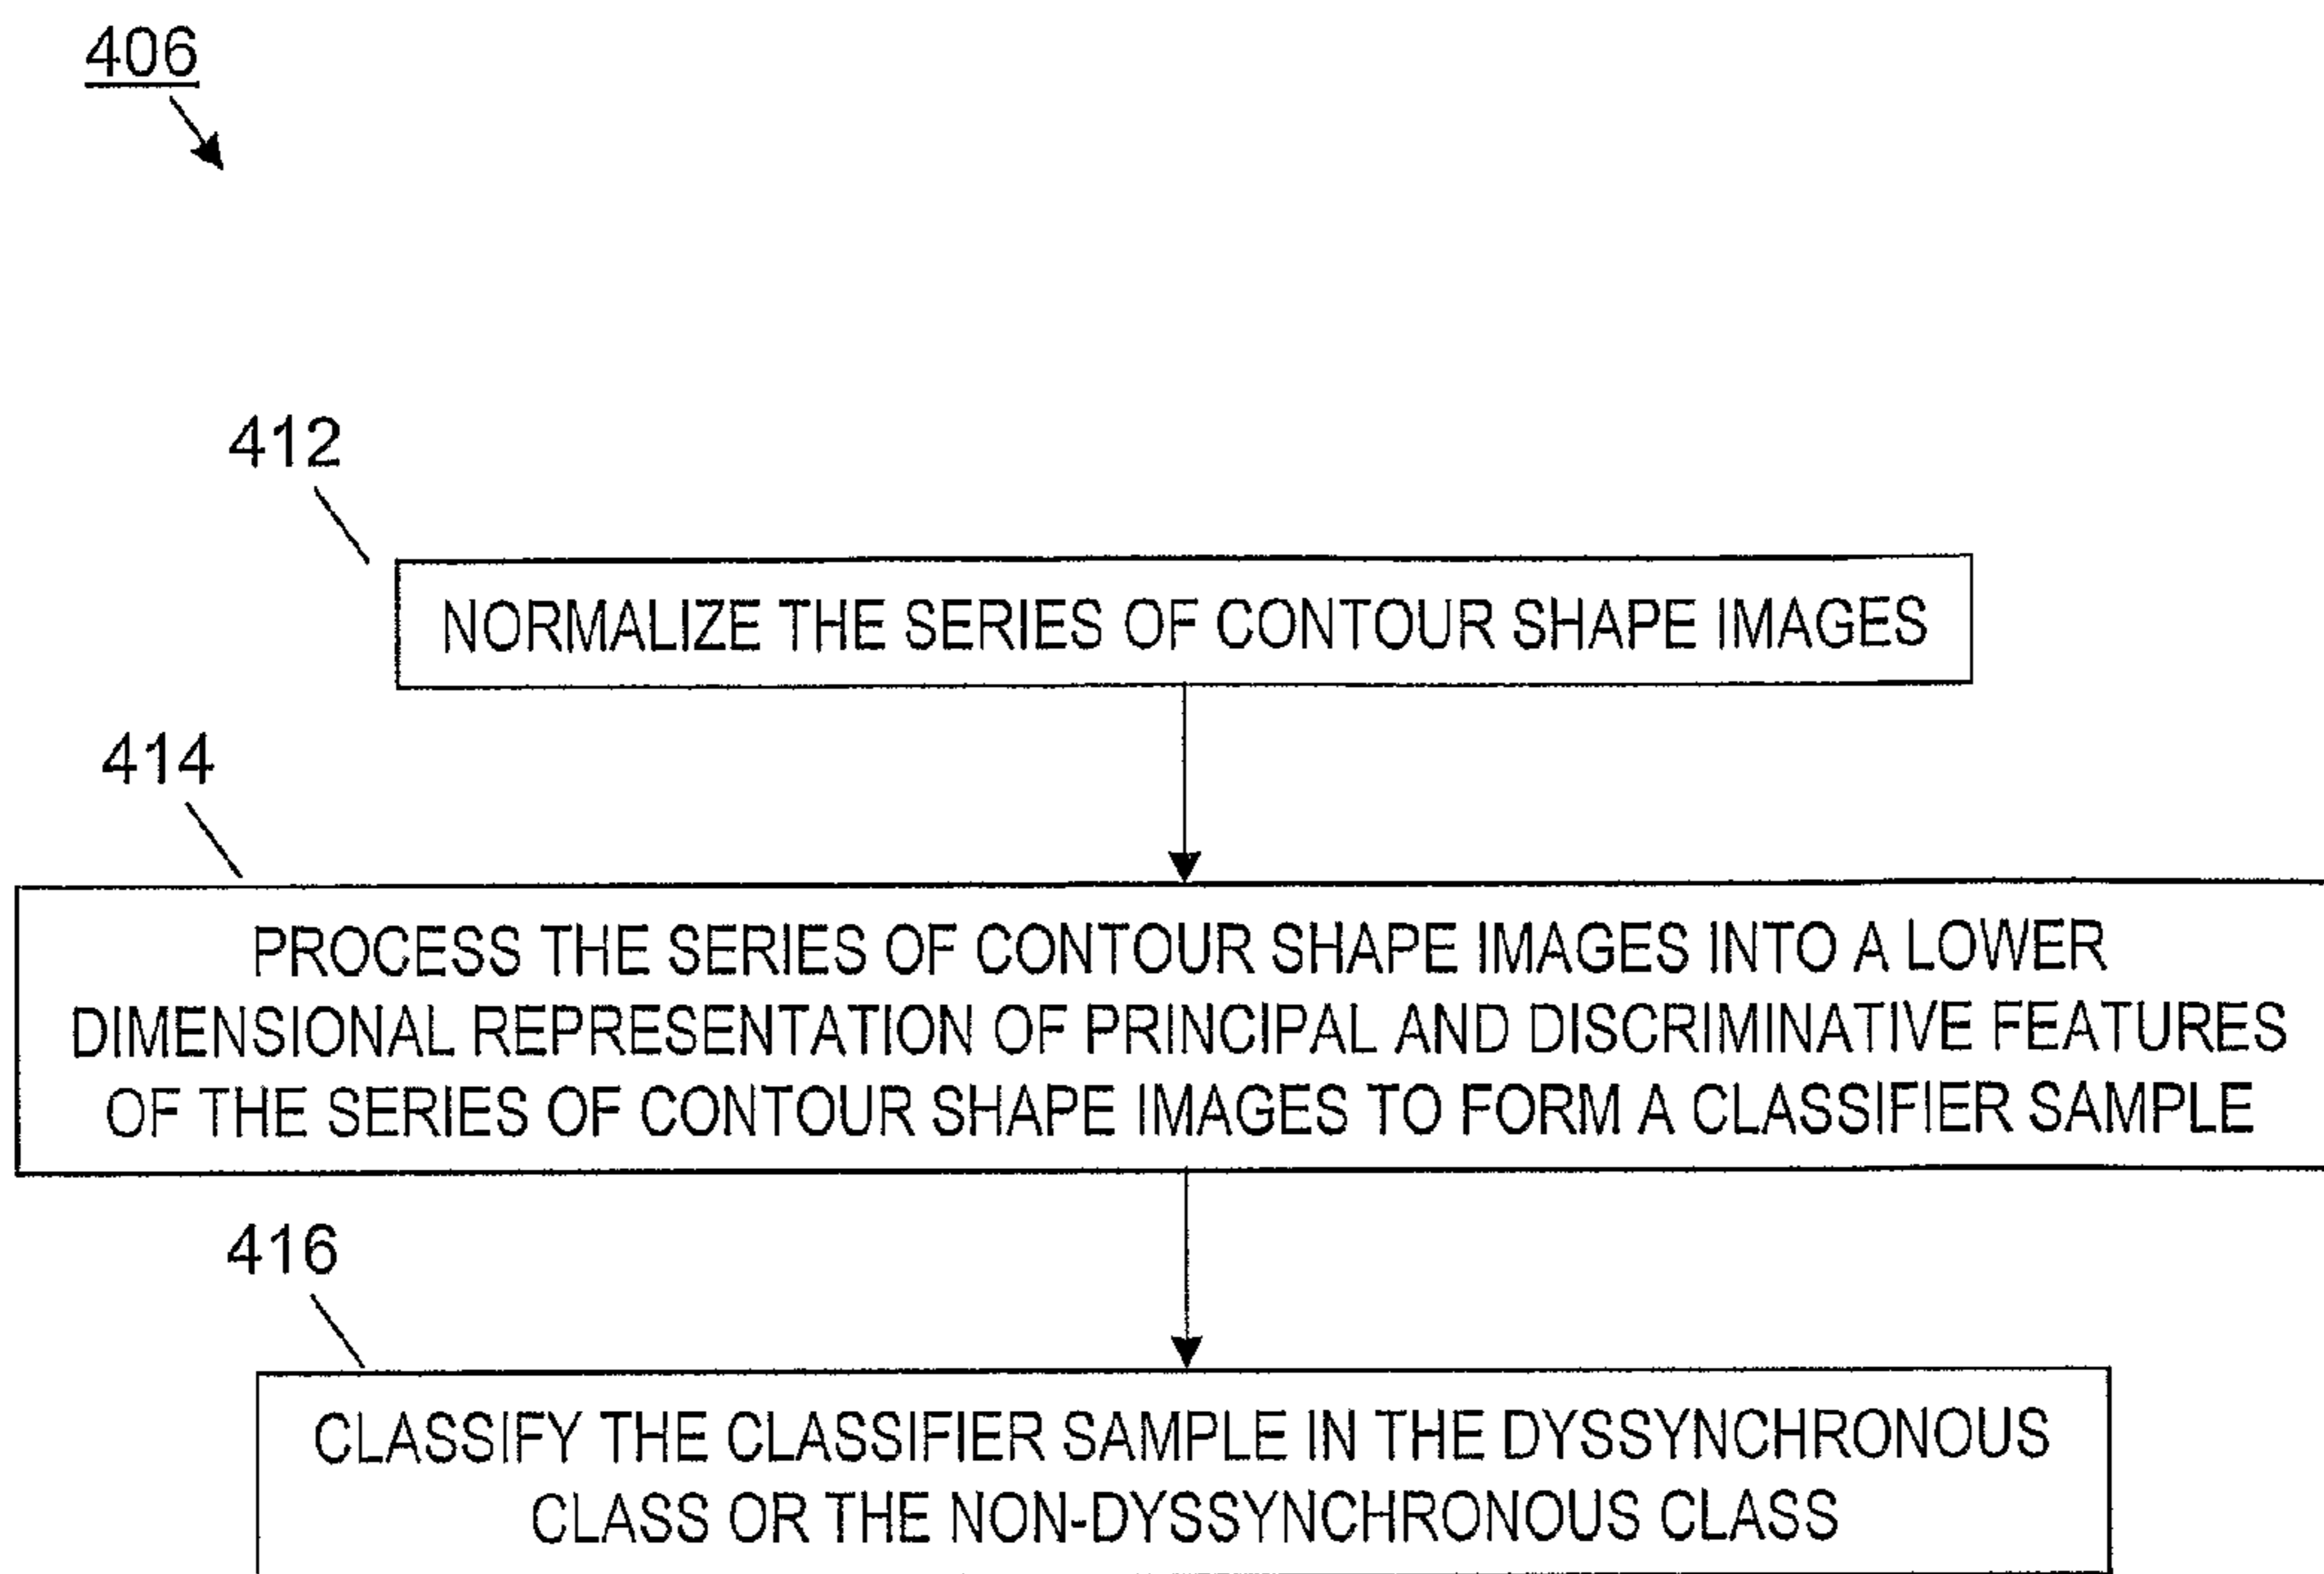 406
412
NORMALIZE THE SERIES OF CONTOUR SHAPE IMAGES
414
PROCESS THE SERIES OF CONTOUR SHAPE IMAGES INTO A LOWER
DIMENSIONAL REPRESENTATION OF PRINCIPAL AND DISCRIMINATIVE FEATURES
OF THE SERIES OF CONTOUR SHAPE IMAGES TO FORM A CLASSIFIER SAMPLE
416
CLASSIFY THE CLASSIFIER SAMPLE IN THE DYSSYNCHRONOUS
CLASS OR THE NON-DYSSYNCHRONOUS CLASS